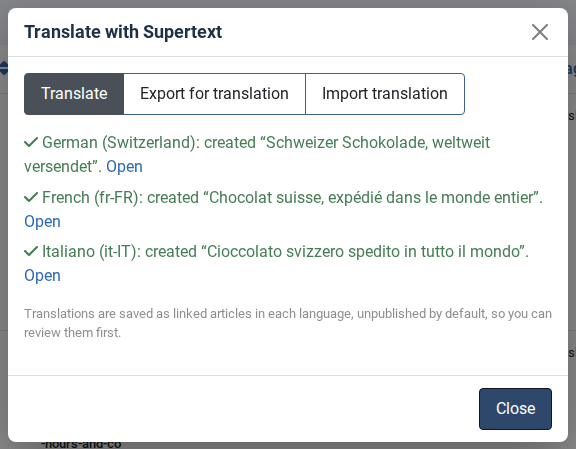 Translate with Supertext
Translate
Export for translation
Import translation
German (Switzerland): created “Schweizer Schokolade, weltweit
versendet”. Open
French (fr-FR): created “Chocolat suisse, expédié dans le monde entier”.
Open
Italiano (it-IT): created “Cioccolato svizzero spedito in tutto il mondo”.
Open
Translations are saved as linked articles in each language, unpublished by default, so you can
review them first.
Close
-hours-and-co